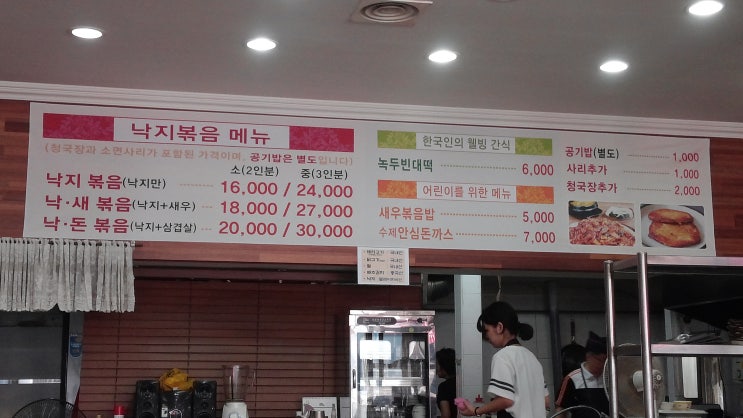 낙지볶음 메뉴
(청국장과 소면사리가 포함된 가격이며, 공기밥은 별도입니다)
소(2인분) 중(3인분)
낙지 볶음(낙지만) 16,000 / 24,000
낙·새 볶음(낙지+새우) 18,000 / 27,000
낙·돈 볶음(낙지+삼겹살) 20,000 / 30,000
한국인의 웰빙 간식
녹두빈대떡 6,000
어린이를 위한 메뉴
새우볶음밥 5,000
수제안심돈까스 7,000
공기밥(별도) 1,000
사리추가 1,000
청국장추가 2,000